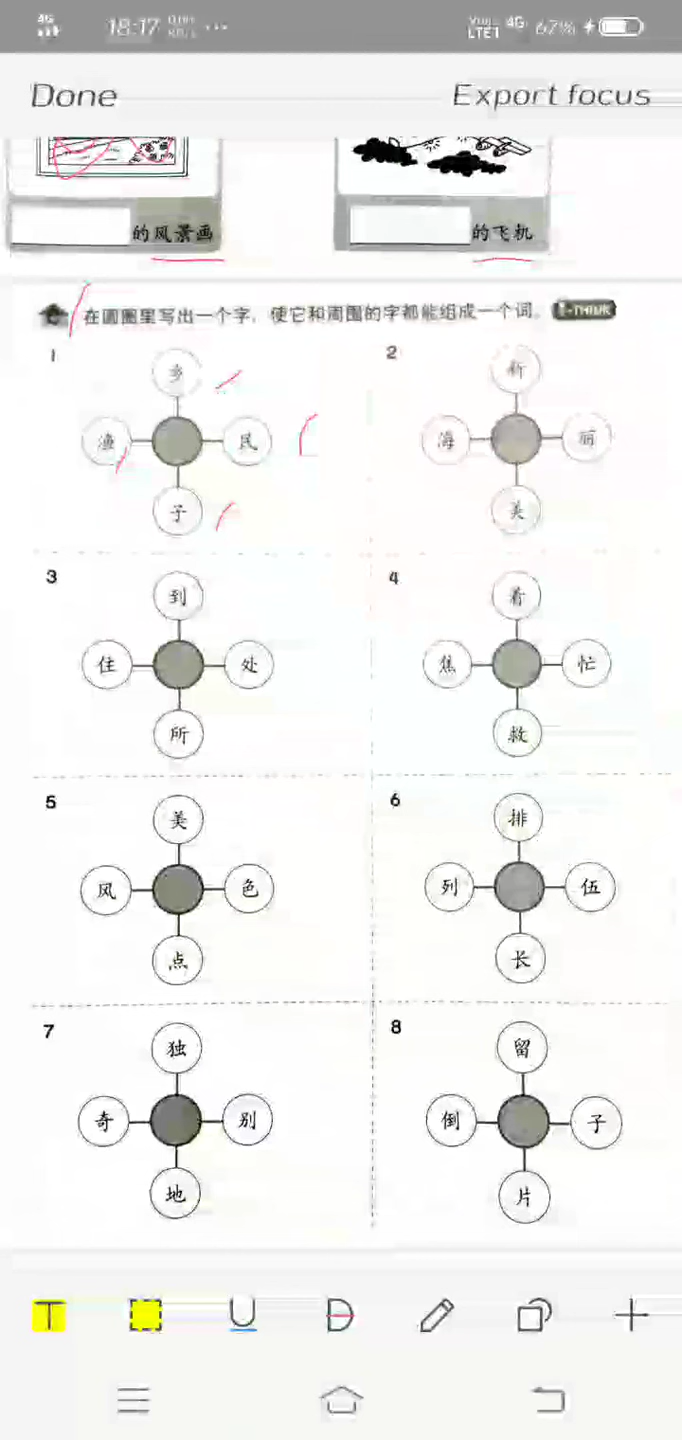 4G 18:17 ...
LTE1 4G 67%
Done
Export focus
的风景画
的飞机
在圆圈里写出一个字，使它和周围的字都能组成一个词。 i-THINK
1
乡
渔 民
子
2
新
海 丽
美
3
到
住 处
所
4
着
焦 忙
救
5
美
风 色
点
6
排
列 伍
长
7
独
奇 别
地
8
留
倒 子
片
T U D